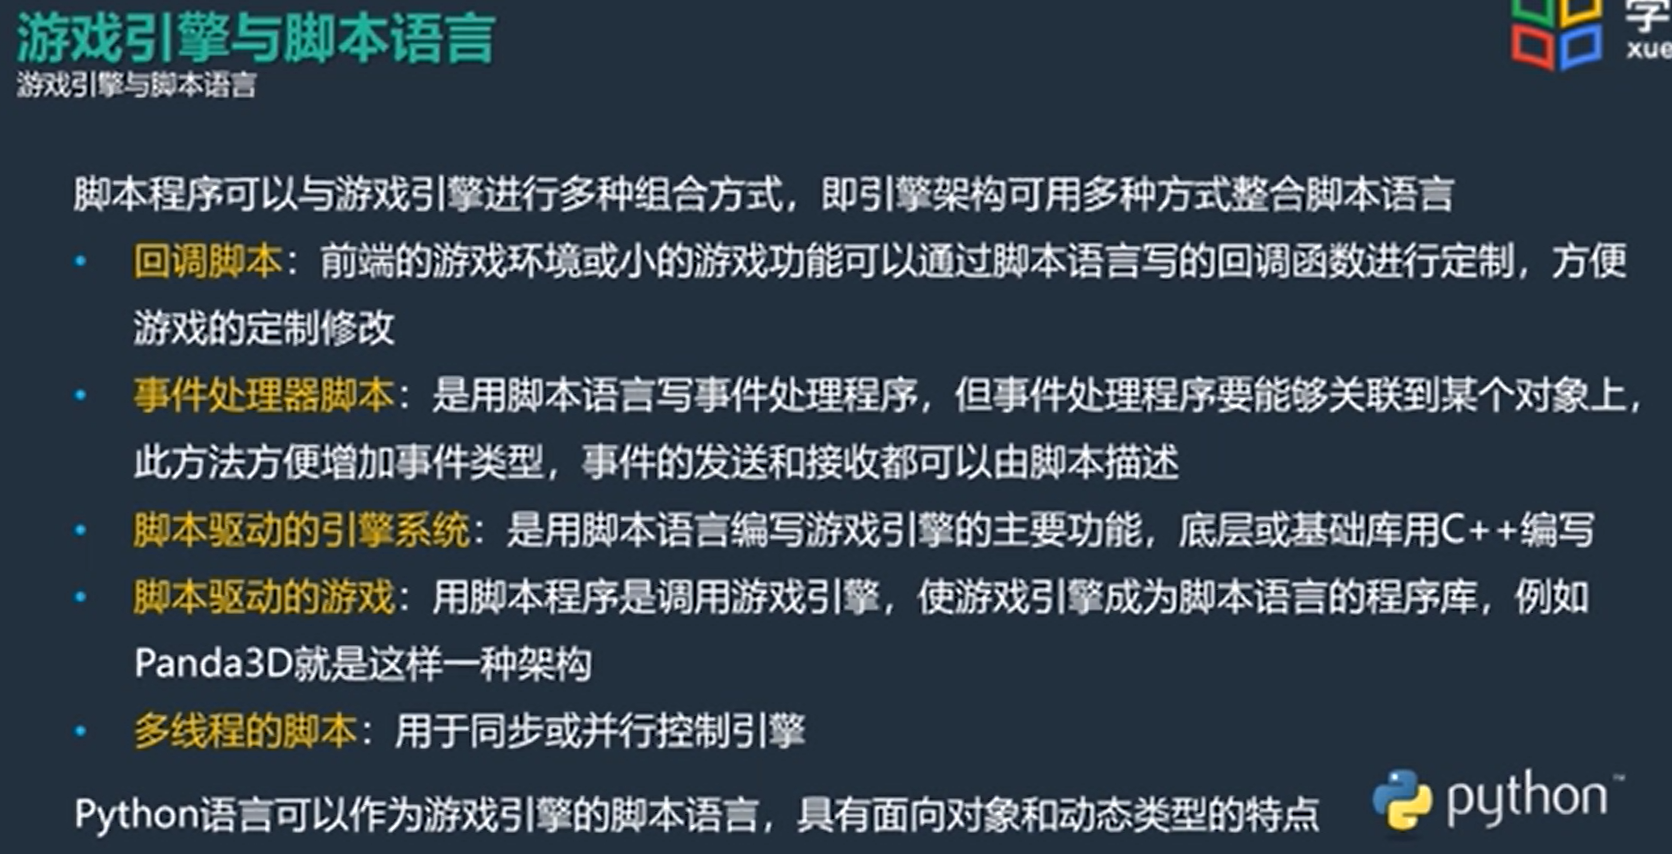 游戏引擎与脚本语言
游戏引擎与脚本语言
学
xue
脚本程序可以与游戏引擎进行多种组合方式，即引擎架构可用多种方式整合脚本语言
• 回调脚本：前端的游戏环境或小的游戏功能可以通过脚本语言写的回调函数进行定制，方便
游戏的定制修改
• 事件处理器脚本：是用脚本语言写事件处理程序，但事件处理程序要能够关联到某个对象上，
此方法方便增加事件类型，事件的发送和接收都可以由脚本描述
• 脚本驱动的引擎系统：是用脚本语言编写游戏引擎的主要功能，底层或基础库用C++编写
• 脚本驱动的游戏：用脚本程序是调用游戏引擎，使游戏引擎成为脚本语言的程序库，例如
Panda3D就是这样一种架构
• 多线程的脚本：用于同步或并行控制引擎
Python语言可以作为游戏引擎的脚本语言，具有面向对象和动态类型的特点
python™